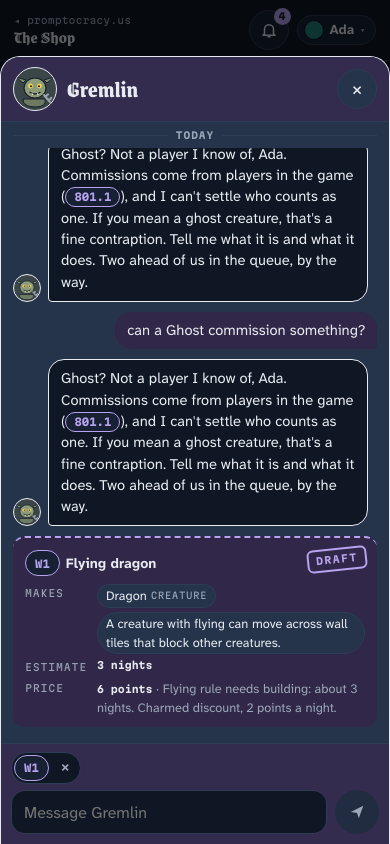 promptocracy.us
The Shop
4
Ada
Gremlin
×
TODAY
Ghost? Not a player I know of, Ada.
Commissions come from players in the game
(801.1), and I can't settle who counts as
one. If you mean a ghost creature, that's a
fine contraption. Tell me what it is and what it
does. Two ahead of us in the queue, by the
way.
can a Ghost commission something?
Ghost? Not a player I know of, Ada.
Commissions come from players in the game
(801.1), and I can't settle who counts as
one. If you mean a ghost creature, that's a
fine contraption. Tell me what it is and what it
does. Two ahead of us in the queue, by the
way.
W1 Flying dragon DRAFT
MAKES Dragon CREATURE
A creature with flying can move across wall
tiles that block other creatures.
ESTIMATE 3 nights
PRICE 6 points · Flying rule needs building: about 3
nights. Charmed discount, 2 points a night.
W1 ×
Message Gremlin